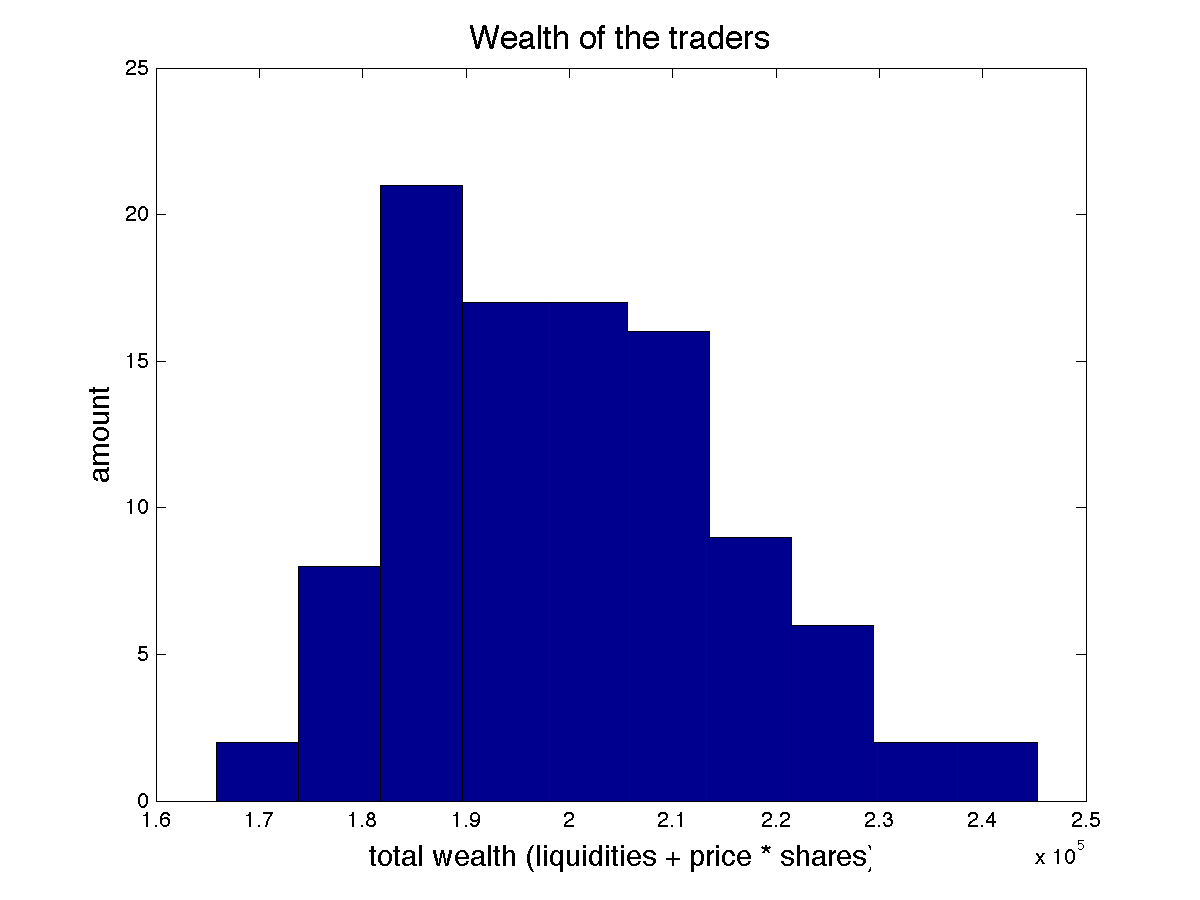 Wealth of the traders
25
20
15
10
5
0
amount
1.6 1.7 1.8 1.9 2 2.1 2.2 2.3 2.4 2.5
x 10^5
total wealth (liquidities + price * shares)